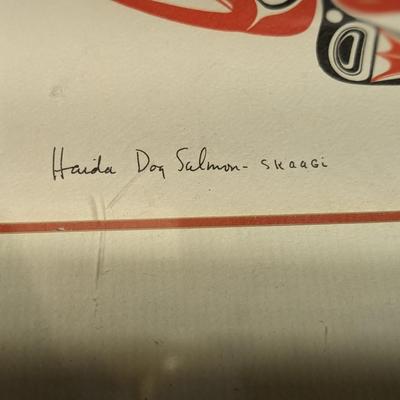 Haida Dog Salmon - SKAAGi